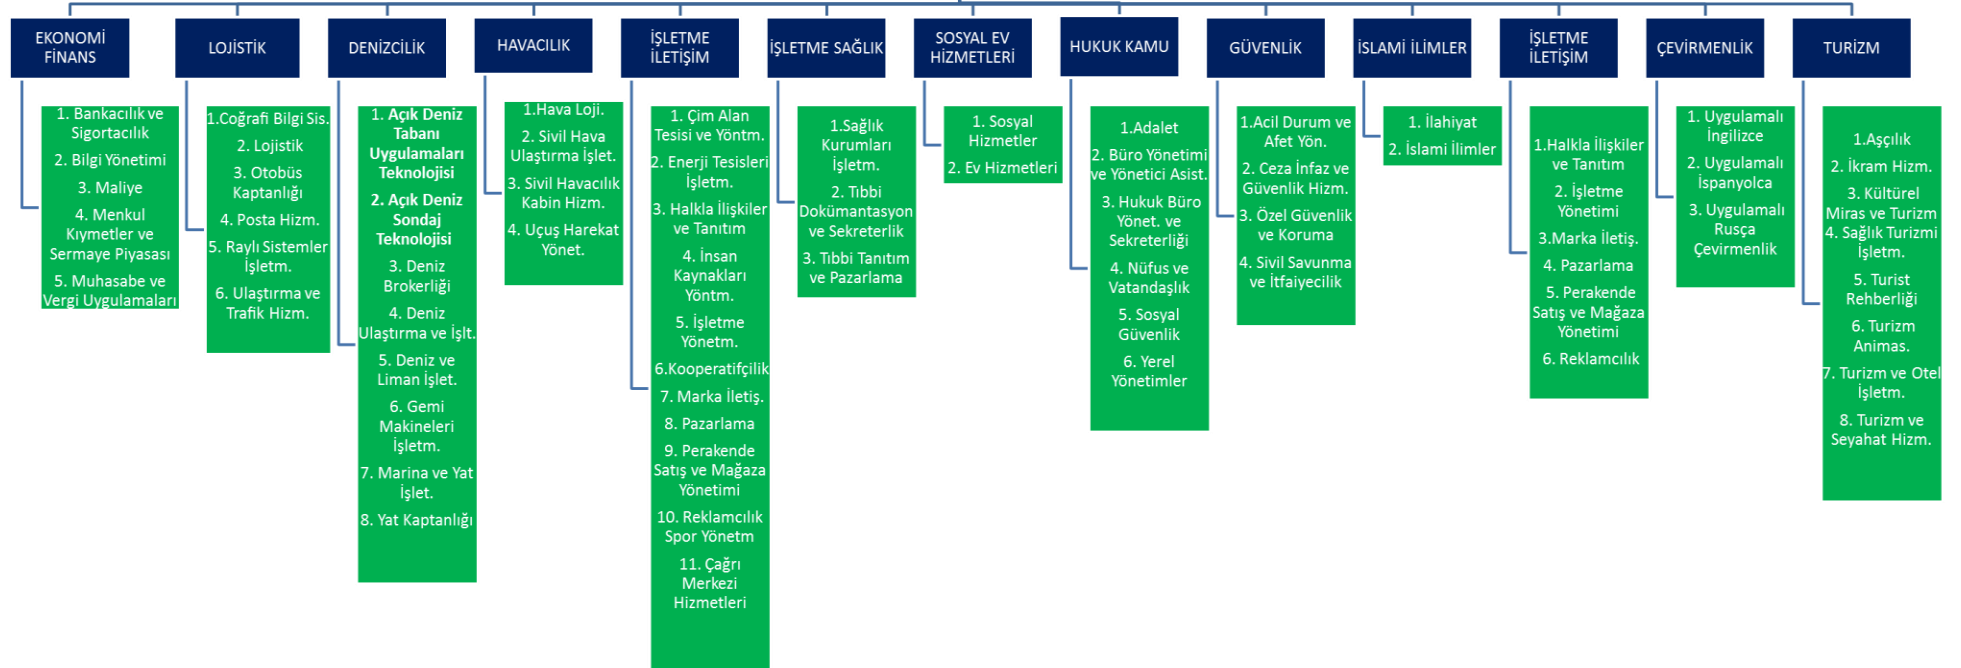 EKONOMİ
FİNANS
1. Bankacılık ve
Sigortacılık
2. Bilgi Yönetimi
3. Maliye
4. Menkul
Kıymetler ve
Sermaye Piyasası
5. Muhasabe ve
Vergi Uygulamaları
LOJİSTİK
1.Coğrafi Bilgi Sis.
2. Lojistik
3. Otobüs
Kaptanlığı
4. Posta Hizm.
5. Raylı Sistemler
İşletm.
6. Ulaştırma ve
Trafik Hizm.
DENİZCİLİK
1. Açık Deniz
Tabanı
Uygulamaları
Teknolojisi
2. Açık Deniz
Sondaj
Teknolojisi
3. Deniz
Brokerliği
4. Deniz
Ulaştırma ve İşlt.
5. Deniz ve
Liman İşlet.
6. Gemi
Makineleri
İşletm.
7. Marina ve Yat
İşlet.
8. Yat Kaptanlığı
HAVACILIK
1.Hava Loji.
2. Sivil Hava
Ulaştırma İşlet.
3. Sivil Havacılık
Kabin Hizm.
4. Uçuş Harekat
Yönet.
İŞLETME
İLETİŞİM
1. Çim Alan
Tesisi ve Yöntm.
2. Enerji Tesisleri
İşletm.
3. Halkla İlişkiler
ve Tanıtım
4. İnsan
Kaynakları
Yöntm.
5. İşletme
Yönetm.
6.Kooperatifçilik
7. Marka İletiş.
8. Pazarlama
9. Perakende
Satış ve Mağaza
Yönetimi
10. Reklamcılık
Spor Yönetm
11. Çağrı
Merkezi
Hizmetleri
İŞLETME SAĞLIK
1.Sağlık
Kurumları
İşletm.
2. Tıbbi
Dokümantasyon
ve Sekreterlik
3. Tıbbi Tanıtım
ve Pazarlama
SOSYAL EV
HİZMETLERİ
1. Sosyal
Hizmetler
2. Ev Hizmetleri
HUKUK KAMU
1.Adalet
2. Büro Yönetimi
ve Yönetici Asist.
3. Hukuk Büro
Yönet. ve
Sekreterliği
4. Nüfus ve
Vatandaşlık
5. Sosyal
Güvenlik
6. Yerel
Yönetimler
GÜVENLİK
1.Acil Durum ve
Afet Yön.
2. Ceza İnfaz ve
Güvenlik Hizm.
3. Özel Güvenlik
ve Koruma
4. Sivil Savunma
ve İtfaiyecilik
İSLAMİ İLİMLER
1. İlahiyat
2. İslami İlimler
İŞLETME
İLETİŞİM
1.Halkla İlişkiler
ve Tanıtım
2. İşletme
Yönetimi
3.Marka İletiş.
4. Pazarlama
5. Perakende
Satış ve Mağaza
Yönetimi
6. Reklamcılık
ÇEVİRMENLİK
1. Uygulamalı
İngilizce
2. Uygulamalı
İspanyolca
3. Uygulamalı
Rusça
Çevirmenlik
TURİZM
1.Aşçılık
2. İkram Hizm.
3. Kültürel
Miras ve Turizm
4. Sağlık Turizmi
İşletm.
5. Turist
Rehberliği
6. Turizm
Animas.
7. Turizm ve Otel
İşletm.
8. Turizm ve
Seyahat Hizm.